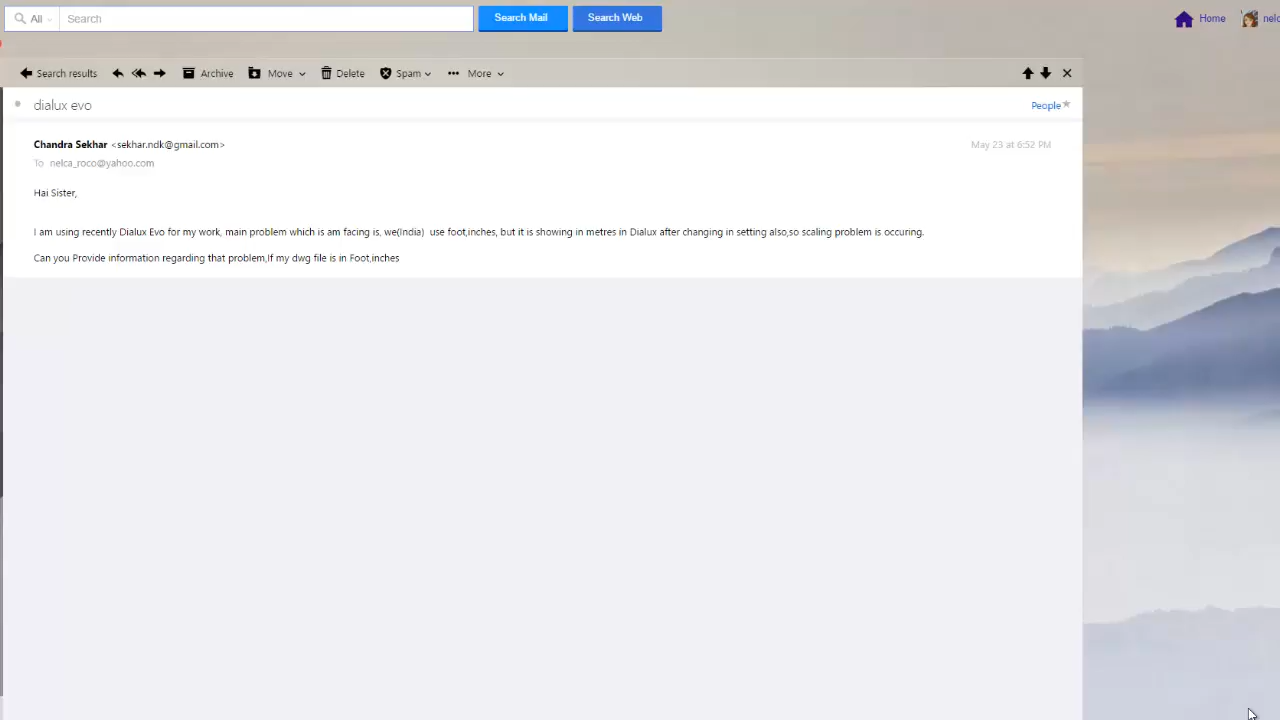 All Search Search Mail Search Web Home nelc
Search results Archive Move Delete Spam More
dialux evo People
Chandra Sekhar <sekhar.ndk@gmail.com> May 23 at 6:52 PM
To nelca_roco@yahoo.com
Hai Sister,
I am using recently Dialux Evo for my work, main problem which is am facing is, we(India) use foot,inches, but it is showing in metres in Dialux after changing in setting also,so scaling problem is occuring.
Can you Provide information regarding that problem,If my dwg file is in Foot,inches